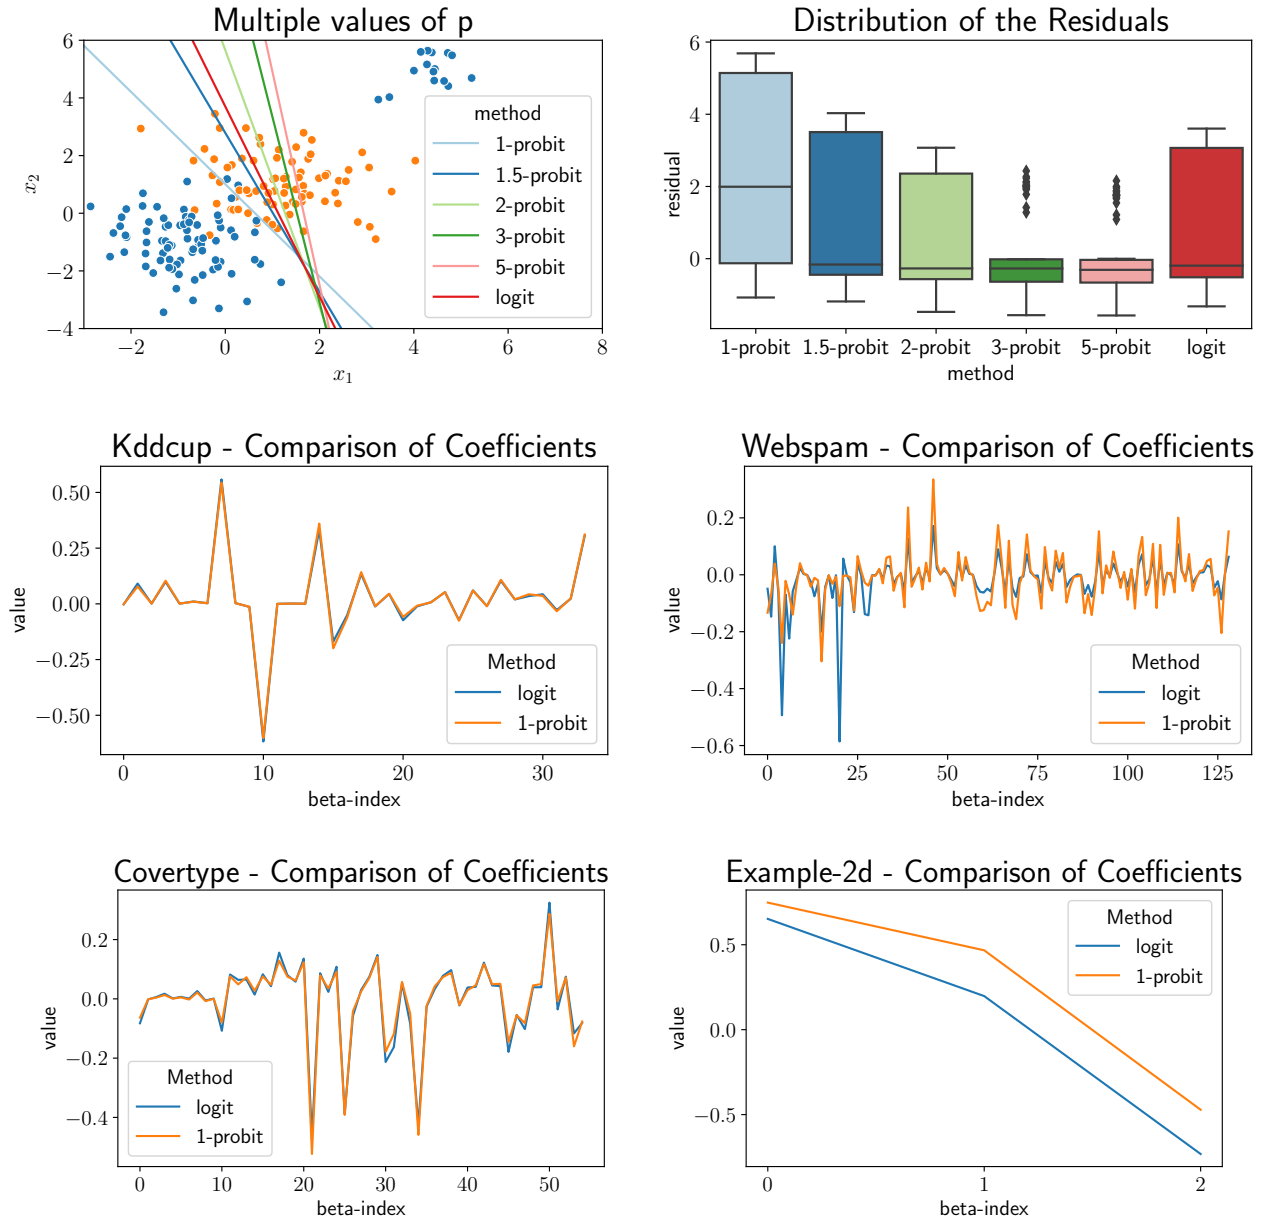 Multiple values of p
6
4
2
0
−2
−4
x2
−2
0
2
4
6
8
x1
method
1-probit
1.5-probit
2-probit
3-probit
5-probit
logit
Distribution of the Residuals
6
4
2
0
residual
1-probit
1.5-probit
2-probit
3-probit
5-probit
logit
method
Kddcup - Comparison of Coefficients
0.50
0.25
0.00
−0.25
−0.50
value
0
10
20
30
beta-index
Method
logit
1-probit
Webspam - Comparison of Coefficients
0.2
0.0
−0.2
−0.4
−0.6
value
0
25
50
75
100
125
beta-index
Method
logit
1-probit
Covertype - Comparison of Coefficients
0.2
0.0
−0.2
−0.4
value
0
10
20
30
40
50
beta-index
Method
logit
1-probit
Example-2d - Comparison of Coefficients
0.5
0.0
−0.5
value
0
1
2
beta-index
Method
logit
1-probit